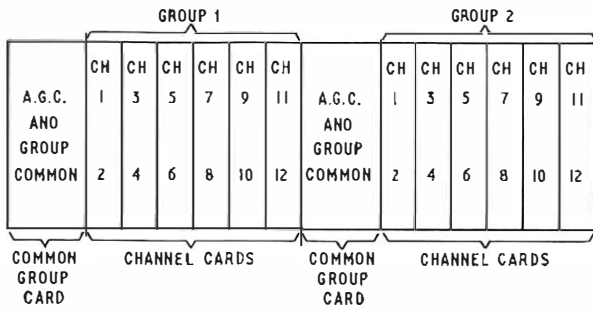 GROUP 1 GROUP 2
CH CH CH CH CH CH CH CH CH CH CH CH
A.G.C. 1 3 5 7 9 11 A.G.C. 1 3 5 7 9 11
AND AND
GROUP GROUP
COMMON 2 4 6 8 10 12 COMMON 2 4 6 8 10 12
COMMON CHANNEL CARDS COMMON CHANNEL CARDS
GROUP GROUP
CARD CARD